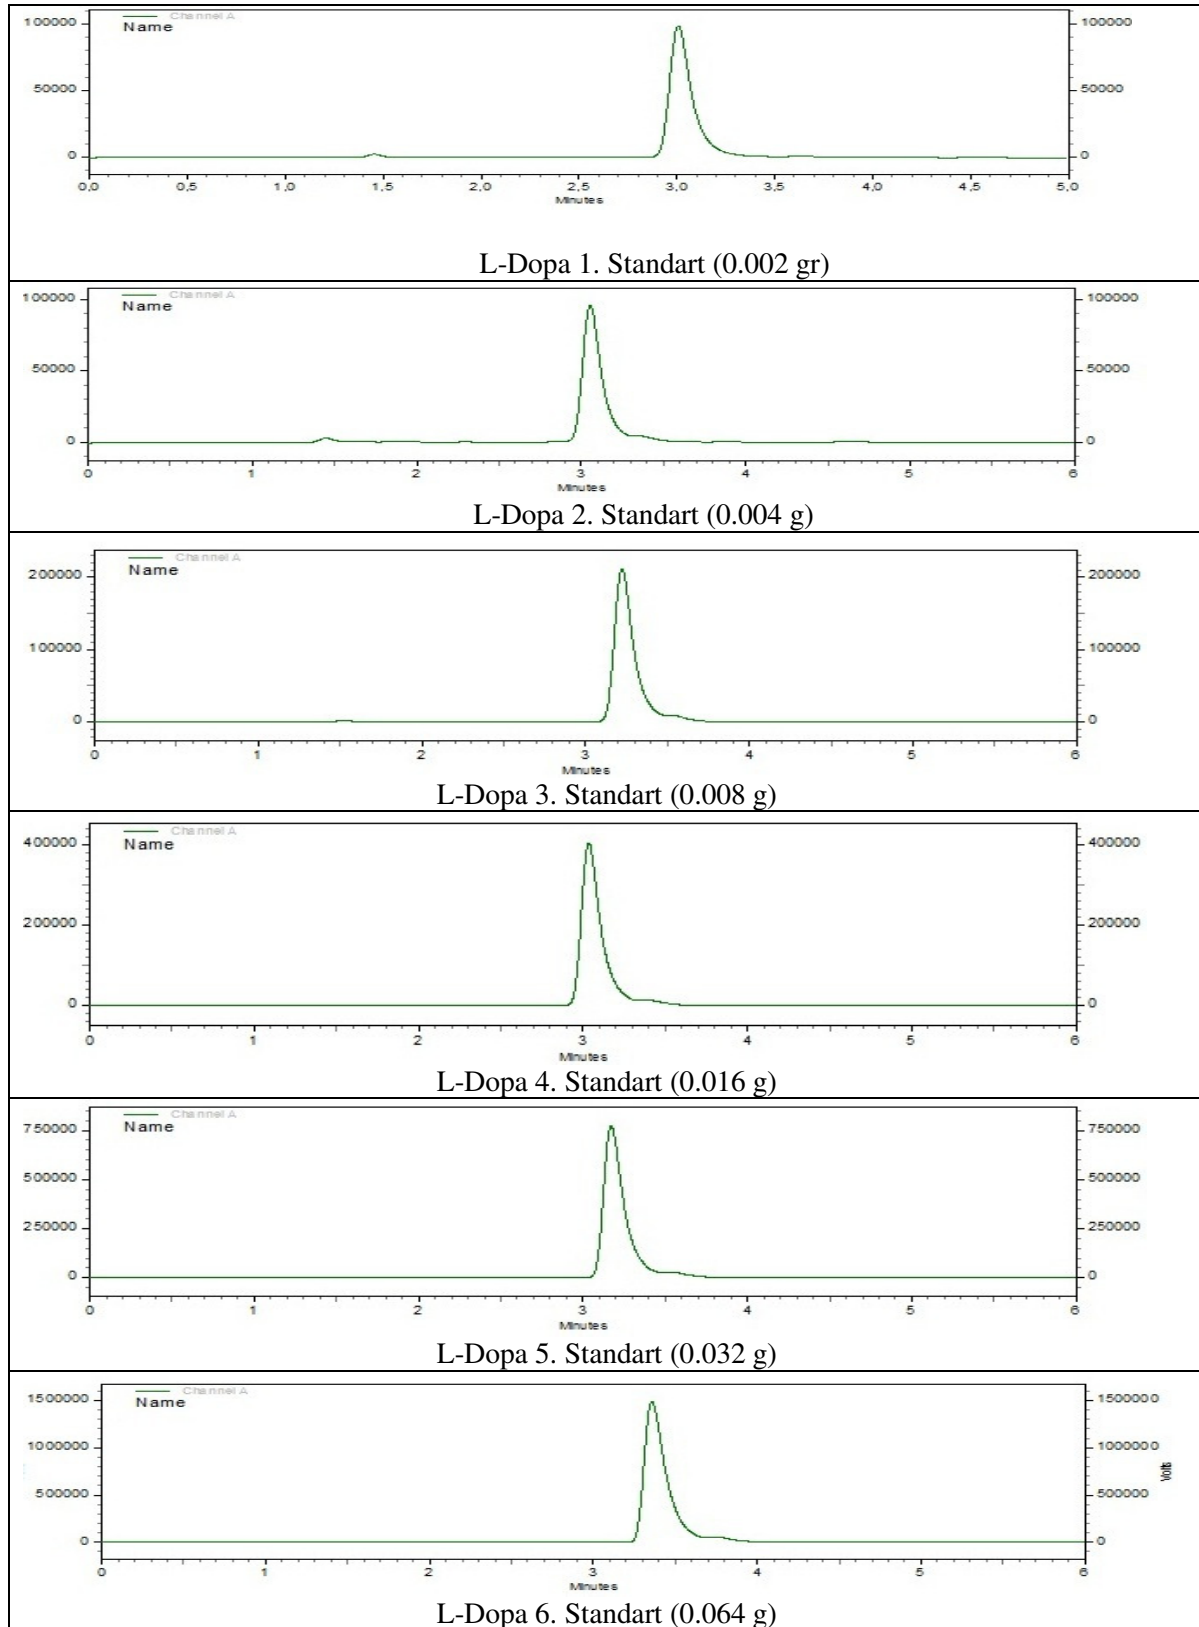 Channel A
Name
100000 100000
50000 50000
0 0
0,0 0,5 1,0 1,5 2,0 2,5 3,0 3,5 4,0 4,5 5,0
Minutes
L-Dopa 1. Standart (0.002 gr)
Channel A
Name
100000 100000
50000 50000
0 0
0 1 2 3 4 5 6
Minutes
L-Dopa 2. Standart (0.004 g)
Channel A
Name
200000 200000
100000 100000
0 0
0 1 2 3 4 5 6
Minutes
L-Dopa 3. Standart (0.008 g)
Channel A
Name
400000 400000
200000 200000
0 0
0 1 2 3 4 5 6
Minutes
L-Dopa 4. Standart (0.016 g)
Channel A
Name
750000 750000
500000 500000
250000 250000
0 0
0 1 2 3 4 5 6
Minutes
L-Dopa 5. Standart (0.032 g)
Channel A
Name
1500000 1500000
1000000 1000000
Volts
500000 500000
0 0
0 1 2 3 4 5 6
Minutes
L-Dopa 6. Standart (0.064 g)